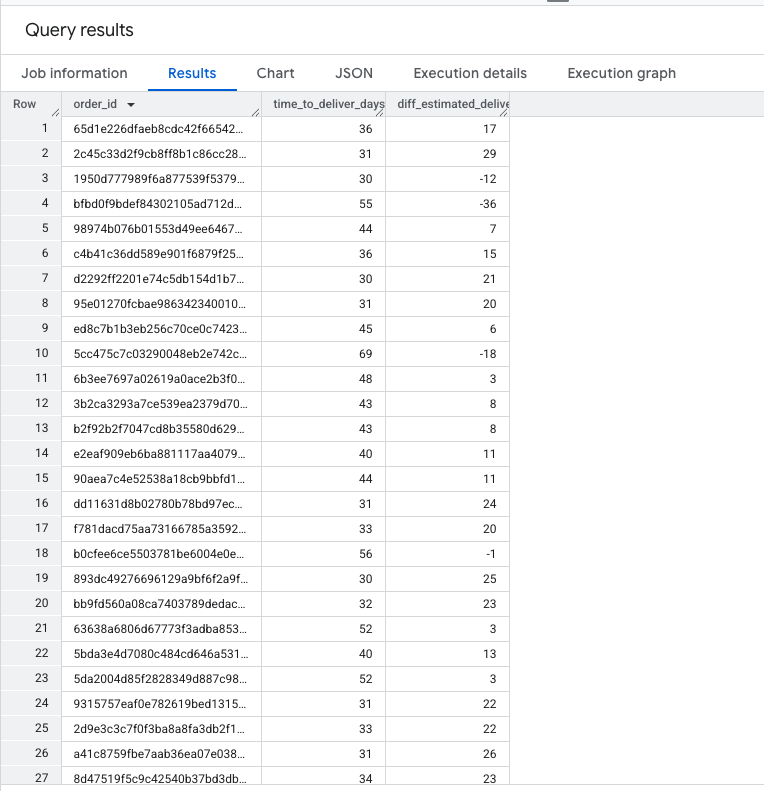 Query results
Job information Results Chart JSON Execution details Execution graph
Row order_id time_to_deliver_days diff_estimated_delive
1 65d1e226dfaeb8cdc42f66542... 36 17
2 2c45c33d2f9cb8ff8b1c86cc28... 31 29
3 1950d777989f6a877539f5379... 30 -12
4 bfbd0f9bdef84302105ad712d... 55 -36
5 98974b076b01553d49ee6467... 44 7
6 c4b41c36dd589e901f6879f25... 36 15
7 d2292ff2201e74c5db154d1b7... 30 21
8 95e01270fcbae986342340010... 31 20
9 ed8c7b1b3eb256c70ce0c7423... 45 6
10 5cc475c7c03290048eb2e742c... 69 -18
11 6b3ee7697a02619a0ace2b3f0... 48 3
12 3b2ca3293a7ce539ea2379d70... 43 8
13 b2f92b2f7047cd8b35580d629... 43 8
14 e2eaf909eb6ba881117aa4079... 40 11
15 90aea7c4e52538a18cb9bbfd1... 44 11
16 dd11631d8b02780b78bd97ec... 31 24
17 f781dacd75aa73166785a3592... 33 20
18 b0cfee6ce5503781be6004e0e... 56 -1
19 893dc49276696129a9bf6f2a9f... 30 25
20 bb9fd560a08ca7403789dedac... 32 23
21 63638a6806d67773f3adba853... 52 3
22 5bda3e4d7080c484cd646a531... 40 13
23 5da2004d85f2828349d887c98... 52 3
24 9315757eaf0e782619bed1315... 31 22
25 2d9e3c3c7f0f3ba8a8fa3db2f1... 33 22
26 a41c8759fbe7aab36ea07e038... 31 26
27 8d47519f5c9c42540b37bd3db... 34 23